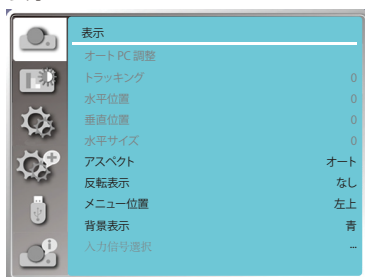 表示
オート PC 調整
トラッキング 0
水平位置 0
垂直位置 0
水平サイズ 0
アスペクト オート
反転表示 なし
メニュー位置 左上
背景表示 青
入力信号選択 ...